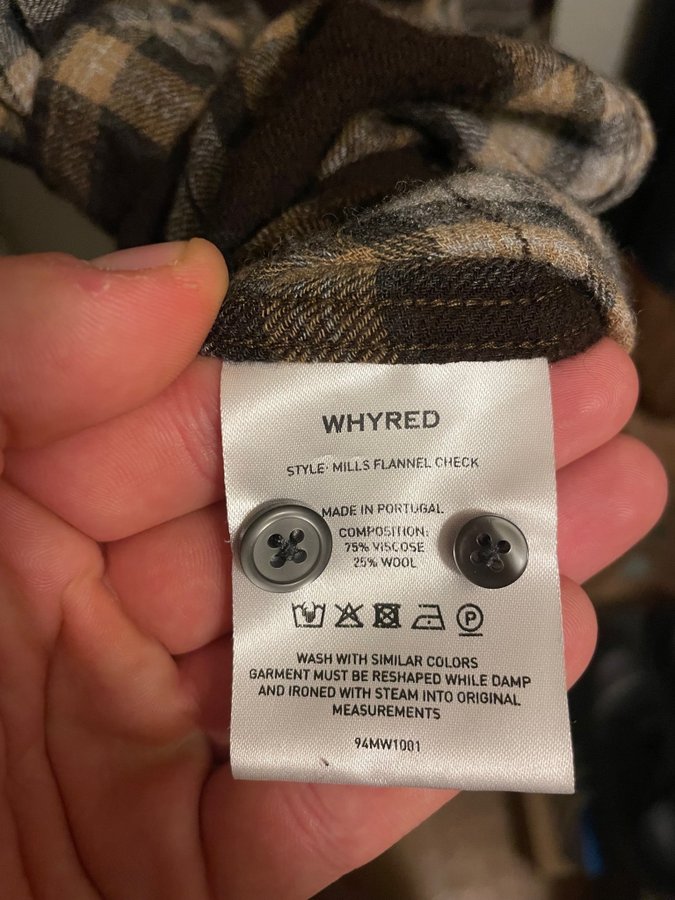 WHYRED
STYLE: MILLS FLANNEL CHECK
MADE IN PORTUGAL
COMPOSITION:
75% VISCOSE
25% WOOL
P
WASH WITH SIMILAR COLORS
GARMENT MUST BE RESHAPED WHILE DAMP
AND IRONED WITH STEAM INTO ORIGINAL
MEASUREMENTS
94MW1001